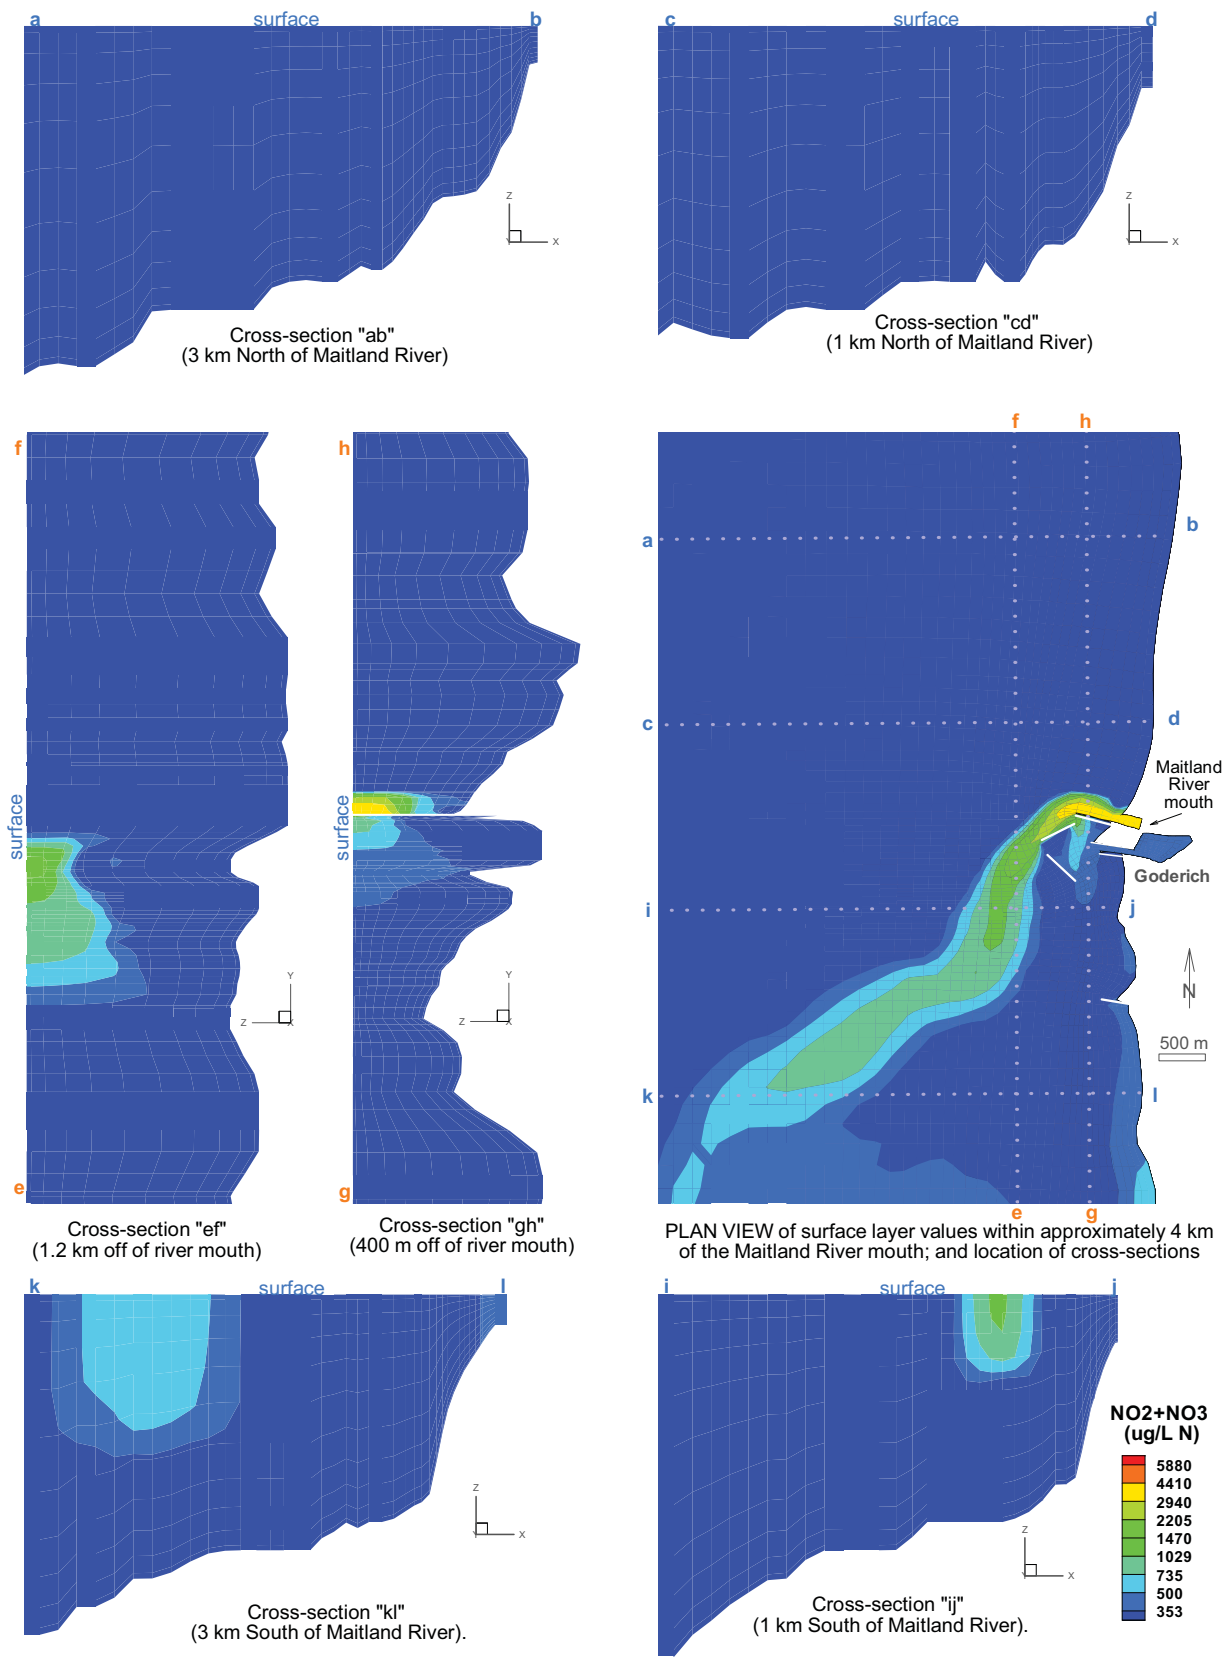 a surface b
c surface d
z
x
z
x
Cross-section "ab"
(3 km North of Maitland River)
Cross-section "cd"
(1 km North of Maitland River)
f
h
f h
b
a
c
d
Maitland
River
mouth
Goderich
i
j
N
500 m
k
l
e g
surface
surface
Y
Z
Y
Z
X
e
g
Cross-section "ef"
(1.2 km off of river mouth)
Cross-section "gh"
(400 m off of river mouth)
PLAN VIEW of surface layer values within approximately 4 km
of the Maitland River mouth; and location of cross-sections
k surface l
i surface j
z
x
z
x
Cross-section "kl"
(3 km South of Maitland River).
Cross-section "ij"
(1 km South of Maitland River).
NO2+NO3
(ug/L N)
5880
4410
2940
2205
1470
1029
735
500
353